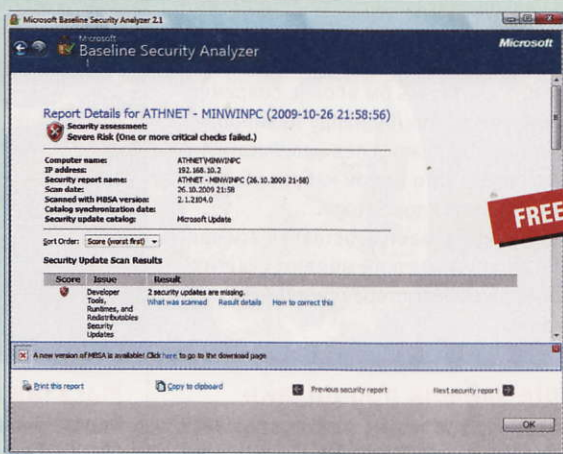 Microsoft Baseline Security Analyzer 2.1
Microsoft
Baseline Security Analyzer
Microsoft
Report Details for ATHNET - MINWINPC (2009-10-26 21:58:56)
Security assessment:
Severe Risk (One or more critical checks failed.)
Computer name: ATHNET\MINWINPC
IP address: 192.168.10.2
Security report name: ATHNET - MINWINPC (26.10.2009 21-58)
Scan date: 26.10.2009 21:58
Scanned with MBSA version: 2.1.2104.0
Catalog synchronization date:
Security update catalog: Microsoft Update
FREE
Sort Order: Score (worst first)
Security Update Scan Results
Score Issue Result
Developer Tools, Runtimes, and Redistributables Security Updates
2 security updates are missing.
What was scanned Result details How to correct this
A new version of MBSA is available! Click here to go to the download page
Print this report Copy to clipboard Previous security report Next security report
OK